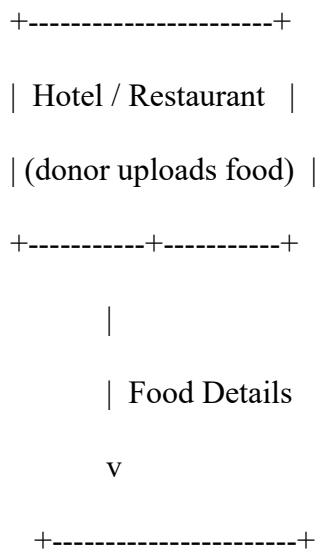 +-----------------------+
| Hotel / Restaurant |
| (donor uploads food) |
+-----------+-----------+
|
| Food Details
v
+-----------------------+